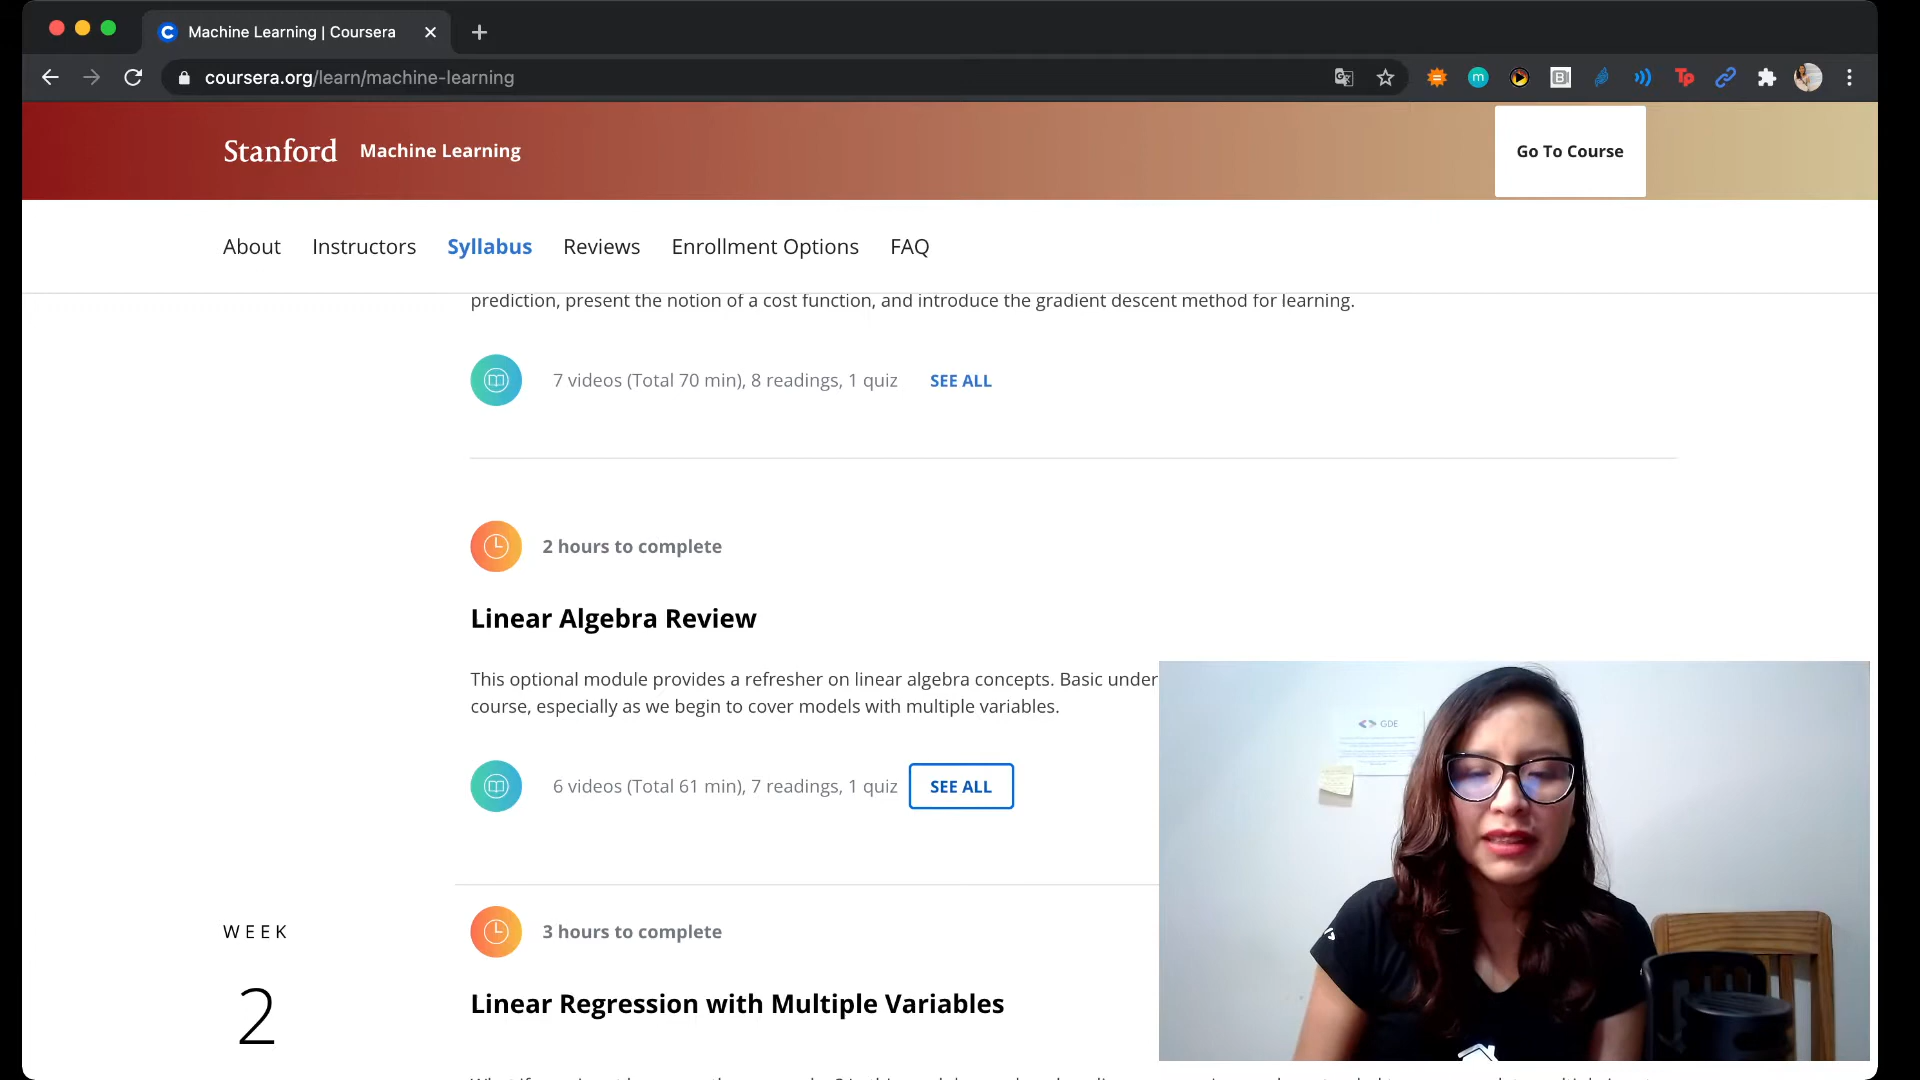 Machine Learning | Coursera
coursera.org/learn/machine-learning
Stanford Machine Learning
Go To Course
About Instructors Syllabus Reviews Enrollment Options FAQ
prediction, present the notion of a cost function, and introduce the gradient descent method for learning.
7 videos (Total 70 min), 8 readings, 1 quiz SEE ALL
2 hours to complete
Linear Algebra Review
This optional module provides a refresher on linear algebra concepts. Basic under
course, especially as we begin to cover models with multiple variables.
6 videos (Total 61 min), 7 readings, 1 quiz SEE ALL
<> GDE
WEEK
2
3 hours to complete
Linear Regression with Multiple Variables